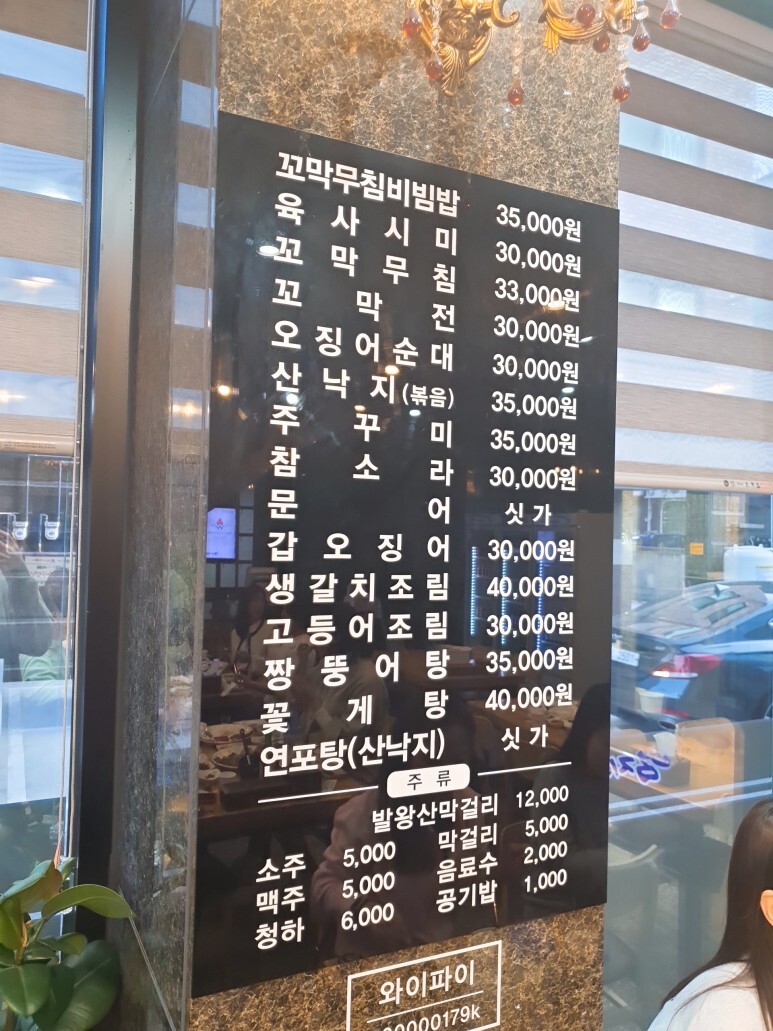 꼬막무침비빔밥 35,000원
육사시미 30,000원
꼬막무침 33,000원
꼬막전 30,000원
오징어순대 30,000원
산낙지(볶음) 35,000원
주꾸미 35,000원
참소라 30,000원
문어 싯가
갑오징어 30,000원
생갈치조림 40,000원
고등어조림 30,000원
짱뚱어탕 35,000원
꽃게탕 40,000원
연포탕(산낙지) 싯가
주류
발왕산막걸리 12,000
소주 5,000 막걸리 5,000
맥주 5,000 음료수 2,000
청하 6,000 공기밥 1,000
와이파이